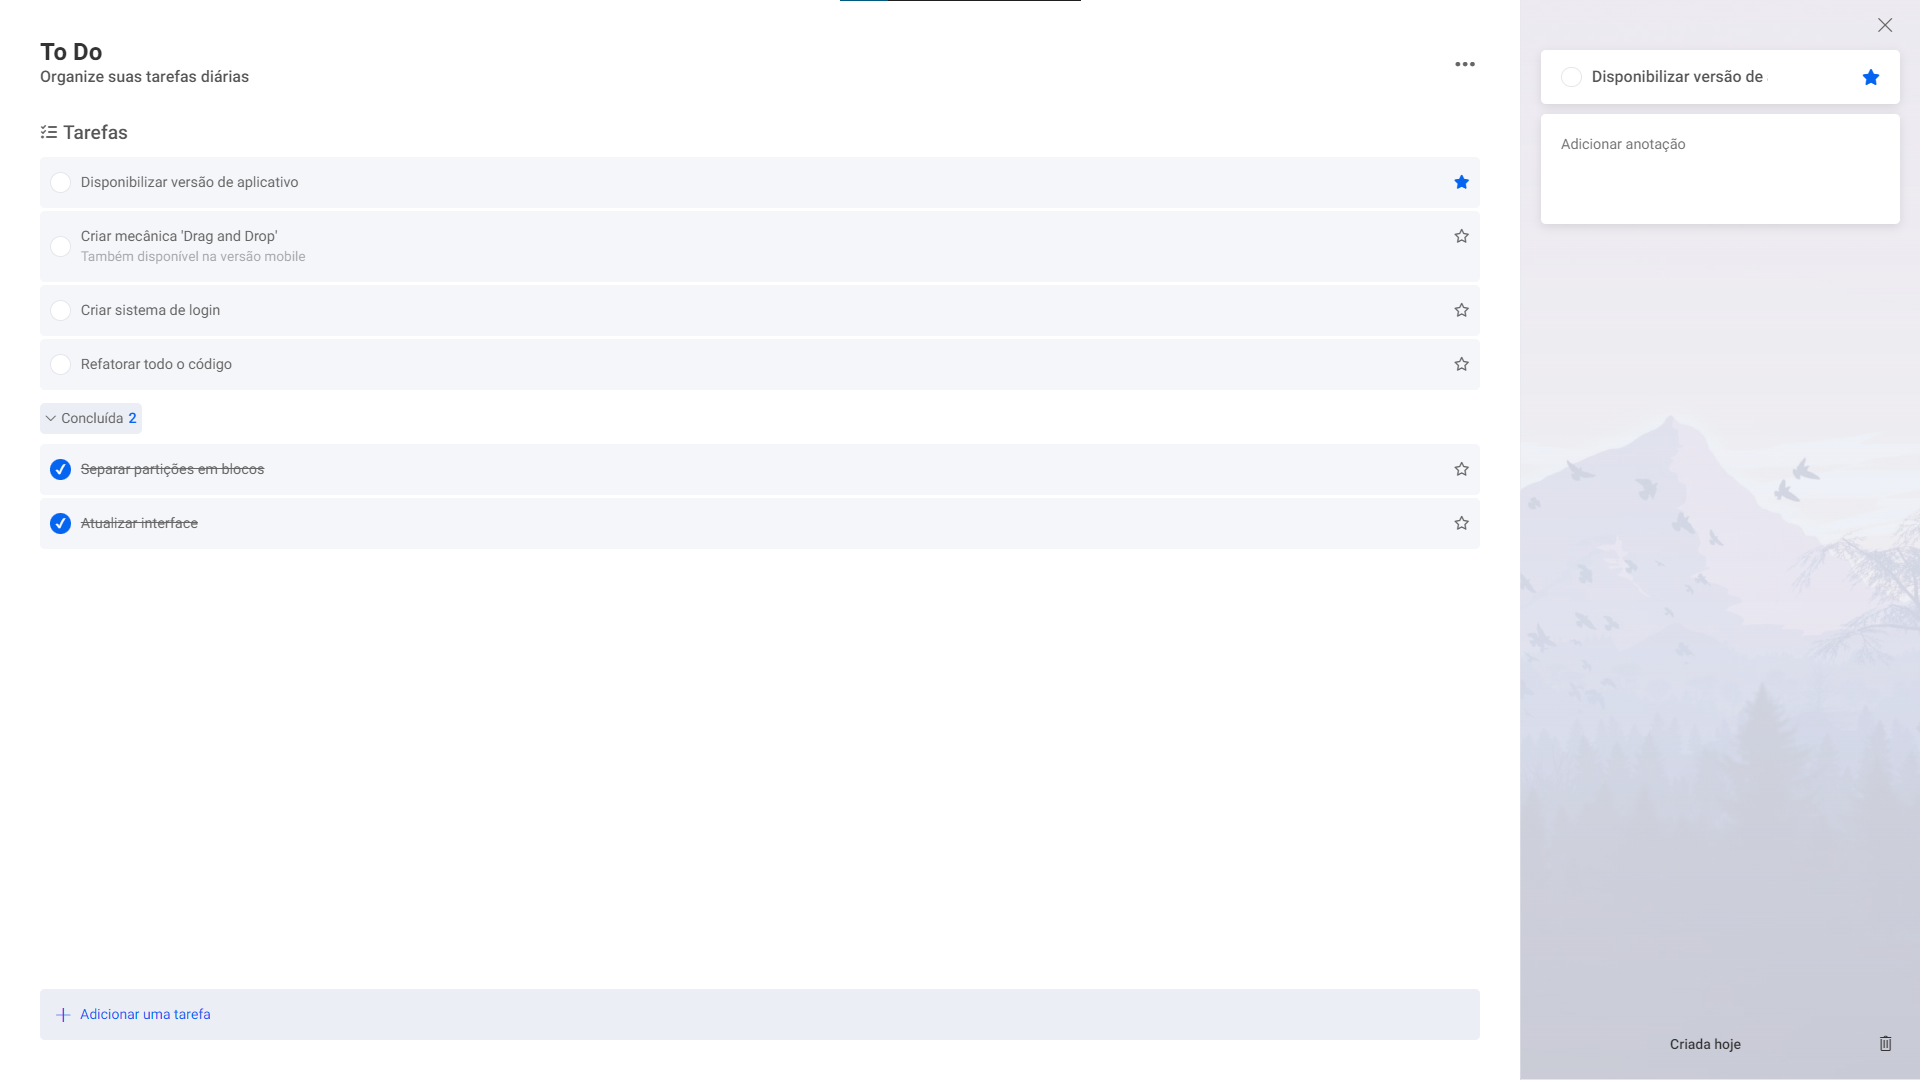 To Do
Organize suas tarefas diárias
Tarefas
Disponibilizar versão de aplicativo
Criar mecânica 'Drag and Drop'
Também disponível na versão mobile
Criar sistema de login
Refatorar todo o código
Concluída 2
Separar partições em blocos
Atualizar interface
Adicionar uma tarefa
Disponibilizar versão de
Adicionar anotação
Criada hoje